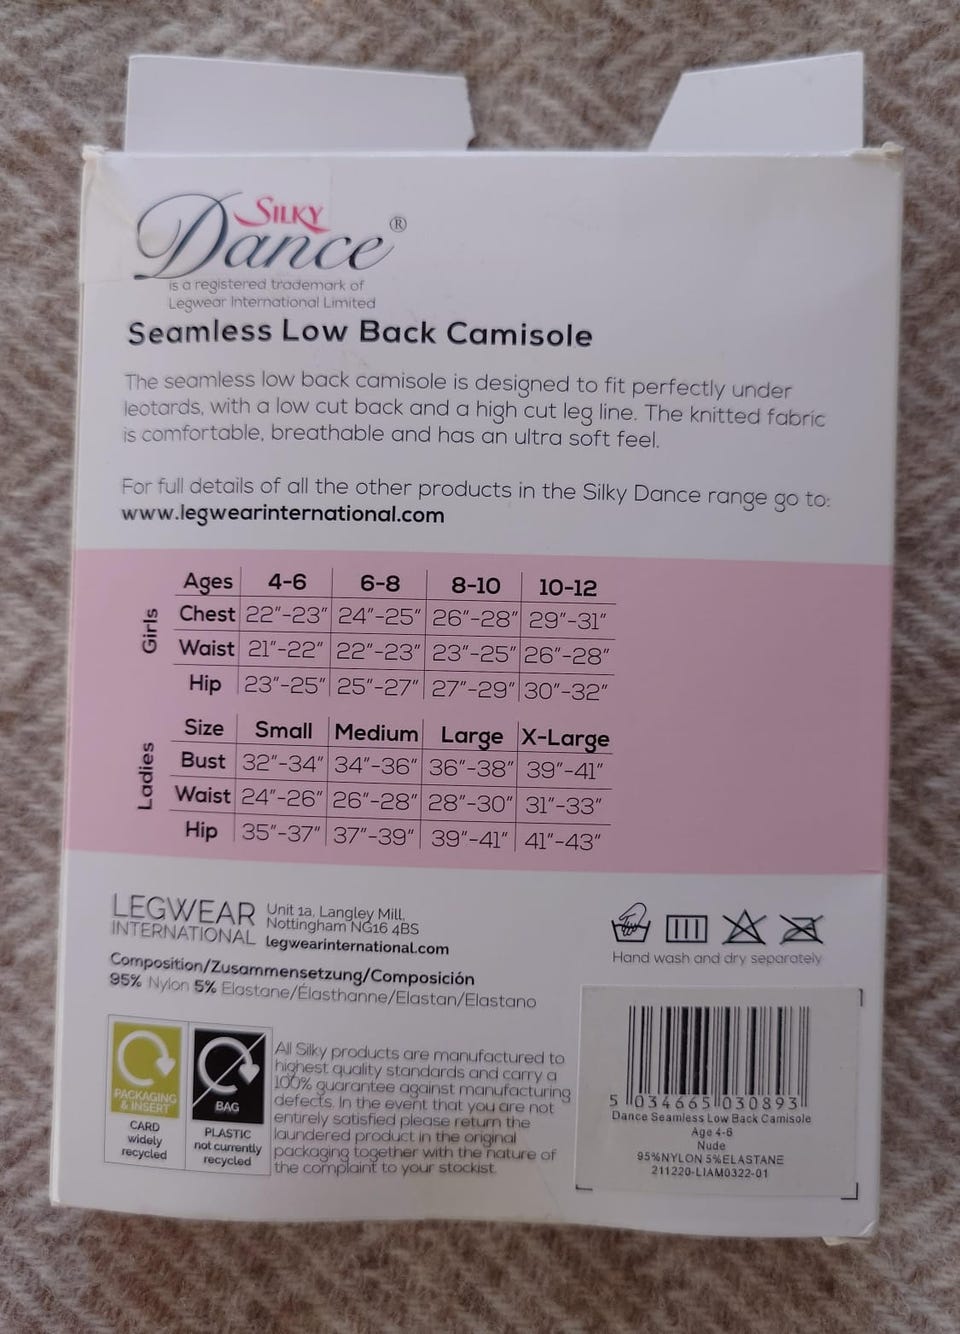 SILKY
Dance®
is a registered trademark of
Legwear International Limited
Seamless Low Back Camisole
The seamless low back camisole is designed to fit perfectly under
leotards, with a low cut back and a high cut leg line. The knitted fabric
is comfortable, breathable and has an ultra soft feel.
For full details of all the other products in the Silky Dance range go to:
www.legwearinternational.com
Girls
Ages 4-6 6-8 8-10 10-12
Chest 22"-23" 24"-25" 26"-28" 29"-31"
Waist 21"-22" 22"-23" 23"-25" 26"-28"
Hip 23"-25" 25"-27" 27"-29" 30"-32"
Ladies
Size Small Medium Large X-Large
Bust 32"-34" 34"-36" 36"-38" 39"-41"
Waist 24"-26" 26"-28" 28"-30" 31"-33"
Hip 35"-37" 37"-39" 39"-41" 41"-43"
LEGWEAR
INTERNATIONAL
Unit 1a, Langley Mill,
Nottingham NG16 4BS
legwearinternational.com
Hand wash and dry separately
Composition/Zusammensetzung/Composición
95% Nylon 5% Elastane/Élasthanne/Elastan/Elastano
PACKAGING
& INSERT
CARD
widely
recycled
BAG
PLASTIC
not currently
recycled
All Silky products are manufactured to
highest quality standards and carry a
100% guarantee against manufacturing
defects. In the event that you are not
entirely satisfied please return the
laundered product in the original
packaging together with the nature of
the complaint to your stockist.
5 034665 030893
Dance Seamless Low Back Camisole
Age 4-6
Nude
95%NYLON 5%ELASTANE
211220-LIAM0322-01